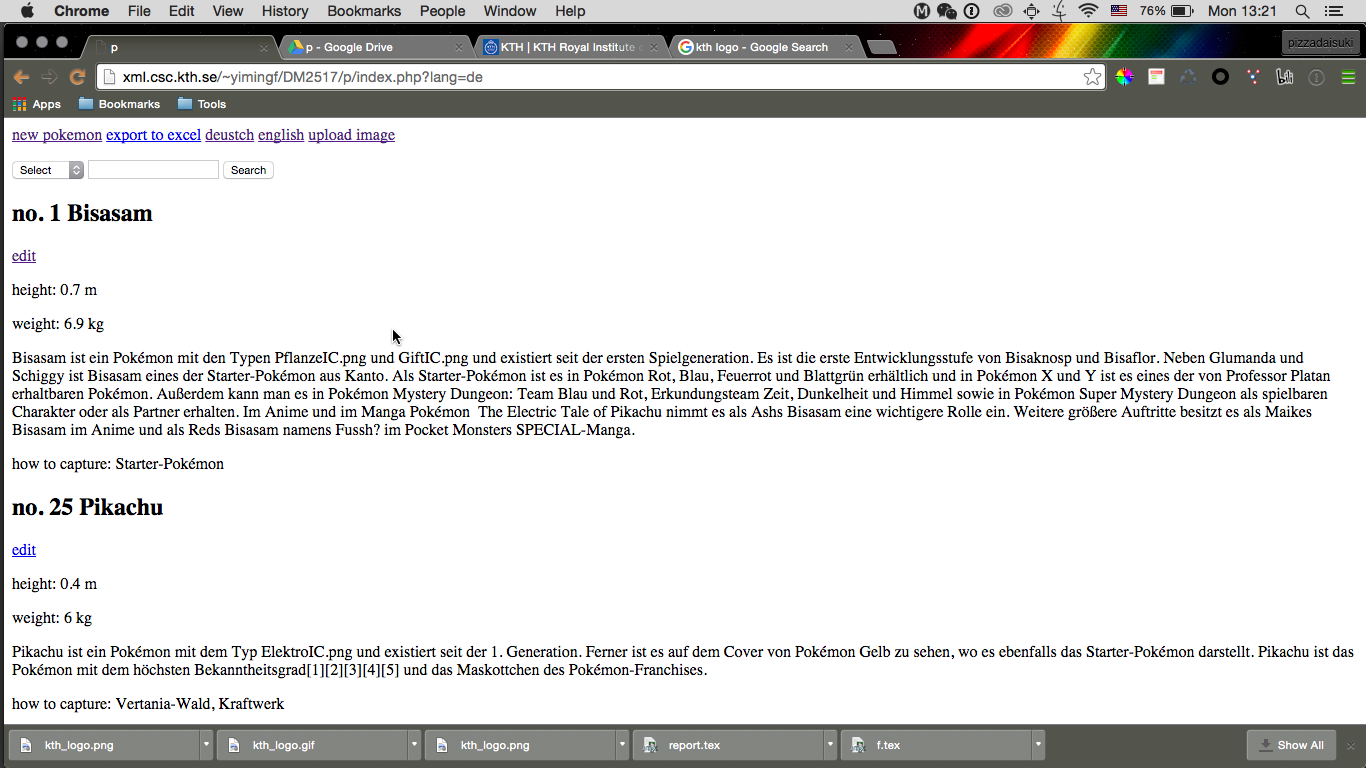 Chrome File Edit View History Bookmarks People Window Help 76% Mon 13:21
p p - Google Drive KTH | KTH Royal Institute kth logo - Google Search pizzadaisuki
xml.csc.kth.se/~yimingf/DM2517/p/index.php?lang=de
Apps Bookmarks Tools
new pokemon export to excel deustch english upload image
Select Search
no. 1 Bisasam
edit
height: 0.7 m
weight: 6.9 kg
Bisasam ist ein Pokémon mit den Typen PflanzeIC.png und GiftIC.png und existiert seit der ersten Spielgeneration. Es ist die erste Entwicklungsstufe von Bisaknosp und Bisaflor. Neben Glumanda und
Schiggy ist Bisasam eines der Starter-Pokémon aus Kanto. Als Starter-Pokémon ist es in Pokémon Rot, Blau, Feuerrot und Blattgrün erhältlich und in Pokémon X und Y ist es eines der von Professor Platan
erhaltbaren Pokémon. Außerdem kann man es in Pokémon Mystery Dungeon: Team Blau und Rot, Erkundungsteam Zeit, Dunkelheit und Himmel sowie in Pokémon Super Mystery Dungeon als spielbaren
Charakter oder als Partner erhalten. Im Anime und im Manga Pokémon  The Electric Tale of Pikachu nimmt es als Ashs Bisasam eine wichtigere Rolle ein. Weitere größere Auftritte besitzt es als Maikes
Bisasam im Anime und als Reds Bisasam namens Fussh? im Pocket Monsters SPECIAL-Manga.
how to capture: Starter-Pokémon
no. 25 Pikachu
edit
height: 0.4 m
weight: 6 kg
Pikachu ist ein Pokémon mit dem Typ ElektroIC.png und existiert seit der 1. Generation. Ferner ist es auf dem Cover von Pokémon Gelb zu sehen, wo es ebenfalls das Starter-Pokémon darstellt. Pikachu ist das
Pokémon mit dem höchsten Bekanntheitsgrad[1][2][3][4][5] und das Maskottchen des Pokémon-Franchises.
how to capture: Vertania-Wald, Kraftwerk
kth_logo.png kth_logo.gif kth_logo.png report.tex f.tex Show All